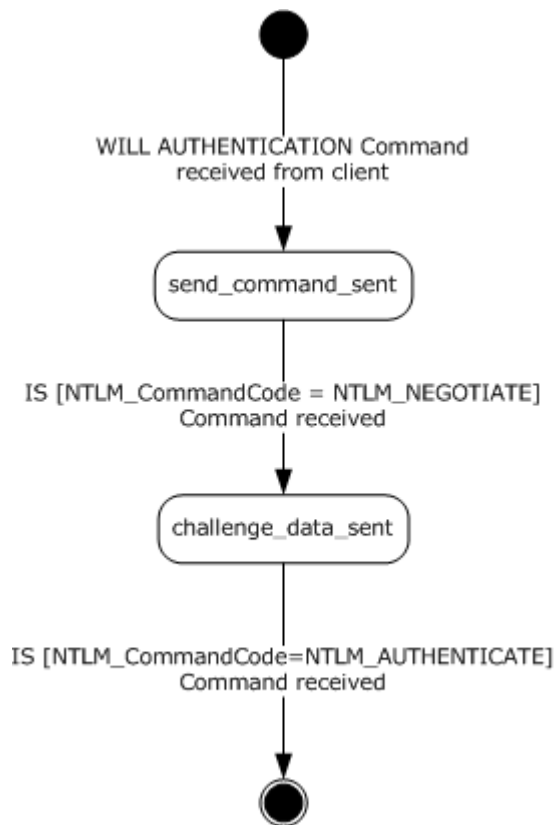 WILL AUTHENTICATION Command
received from client
send_command_sent
IS [NTLM_CommandCode = NTLM_NEGOTIATE]
Command received
challenge_data_sent
IS [NTLM_CommandCode=NTLM_AUTHENTICATE]
Command received